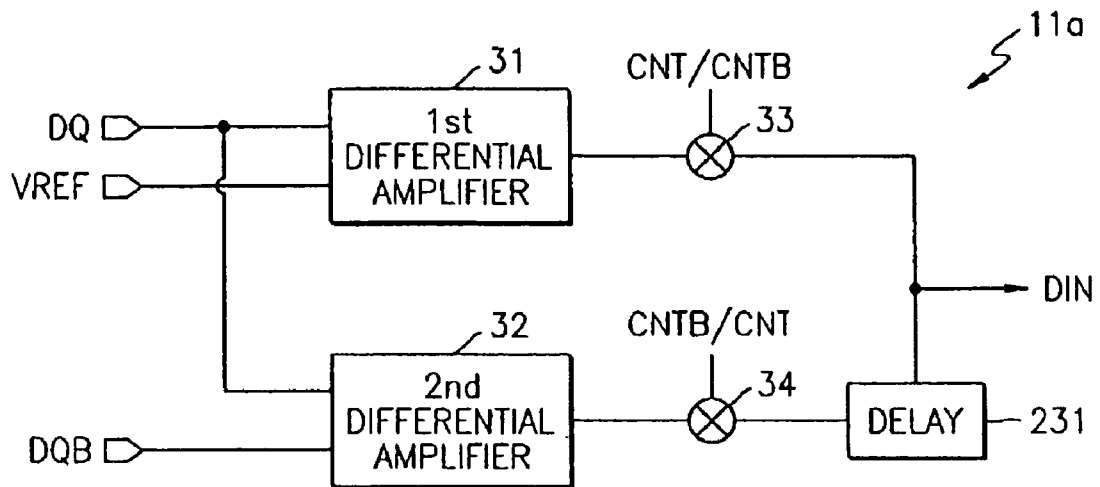 11a
31
CNT/CNTB
33
DQ
VREF
1st
DIFFERENTIAL
AMPLIFIER
DIN
32
CNTB/CNT
34
2nd
DIFFERENTIAL
AMPLIFIER
DELAY
231
DQB